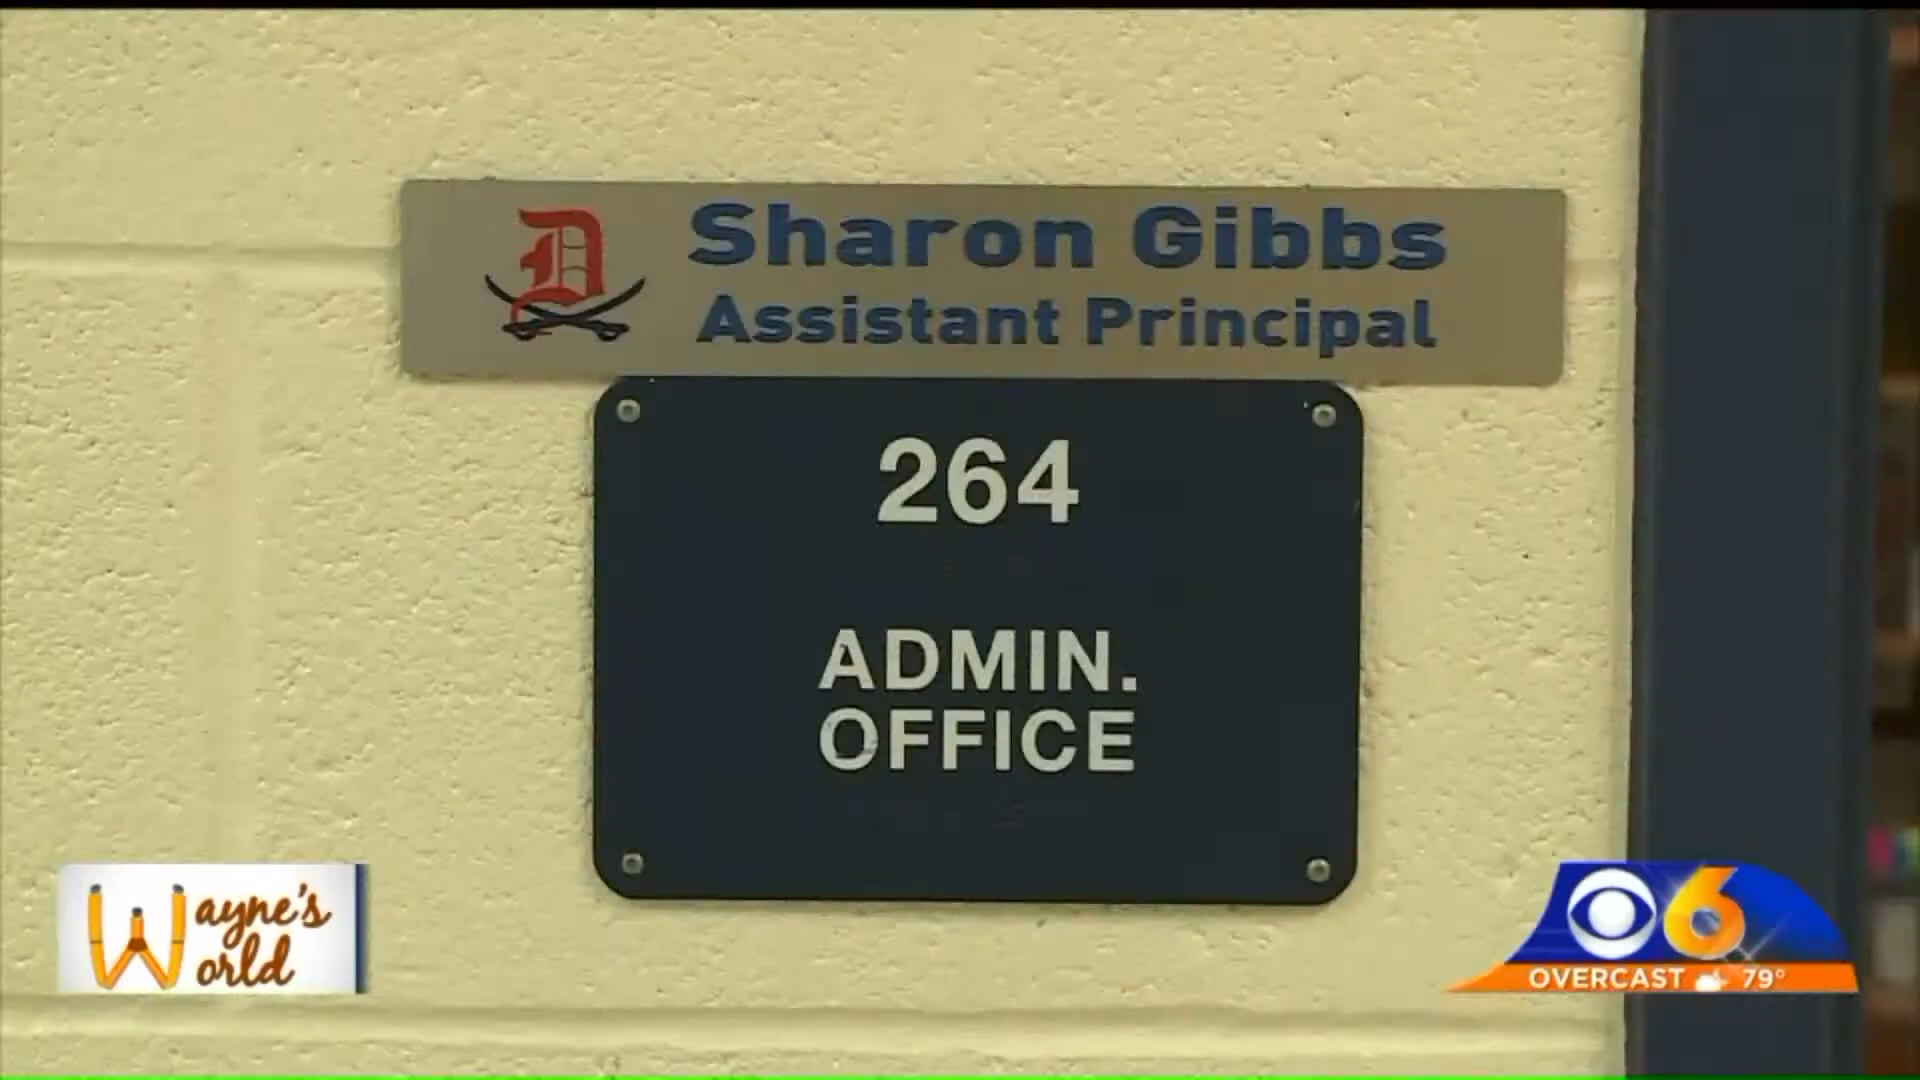 D
Sharon Gibbs
Assistant Principal
264
ADMIN.
OFFICE
Wayne's
World
6
OVERCAST 79°